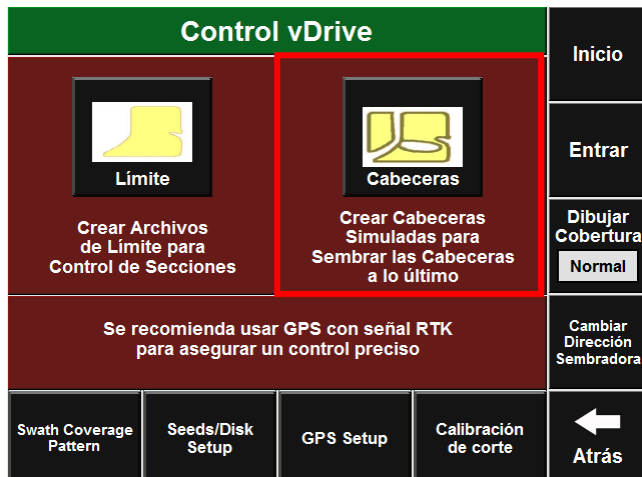 Control vDrive
Límite
Crear Archivos
de Límite para
Control de Secciones
Cabeceras
Crear Cabeceras
Simuladas para
Sembrar las Cabeceras
a lo último
Se recomienda usar GPS con señal RTK
para asegurar un control preciso
Swath Coverage
Pattern
Seeds/Disk
Setup
GPS Setup
Calibración
de corte
Inicio
Entrar
Dibujar
Cobertura
Normal
Cambiar
Dirección
Sembradora
Atrás